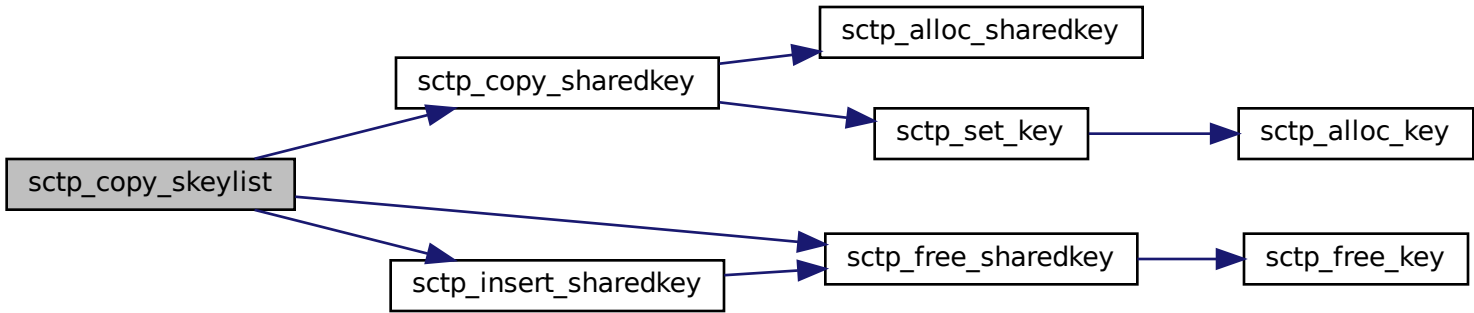 sctp_alloc_sharedkey
sctp_copy_sharedkey
sctp_set_key
sctp_alloc_key
sctp_copy_skeylist
sctp_free_sharedkey
sctp_free_key
sctp_insert_sharedkey